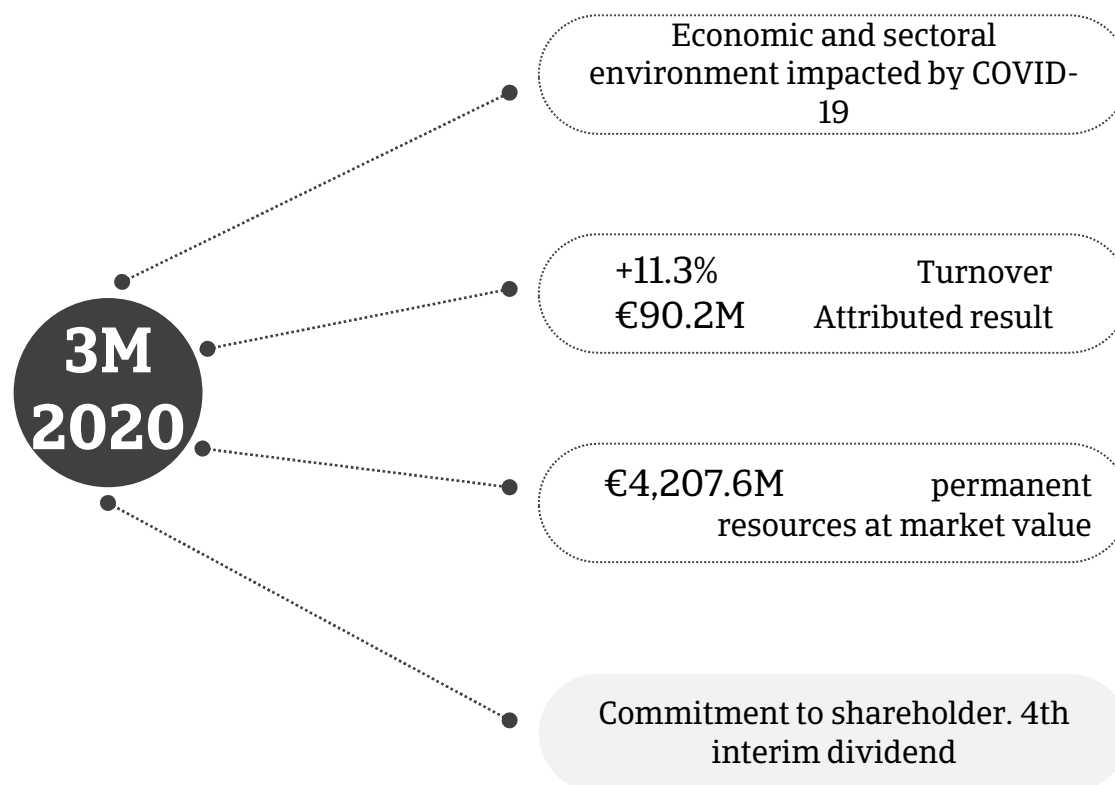 Economic and sectoral
environment impacted by COVID-
19
+11.3% Turnover
€90.2M Attributed result
3M
2020
€4,207.6M permanent
resources at market value
Commitment to shareholder. 4th
interim dividend